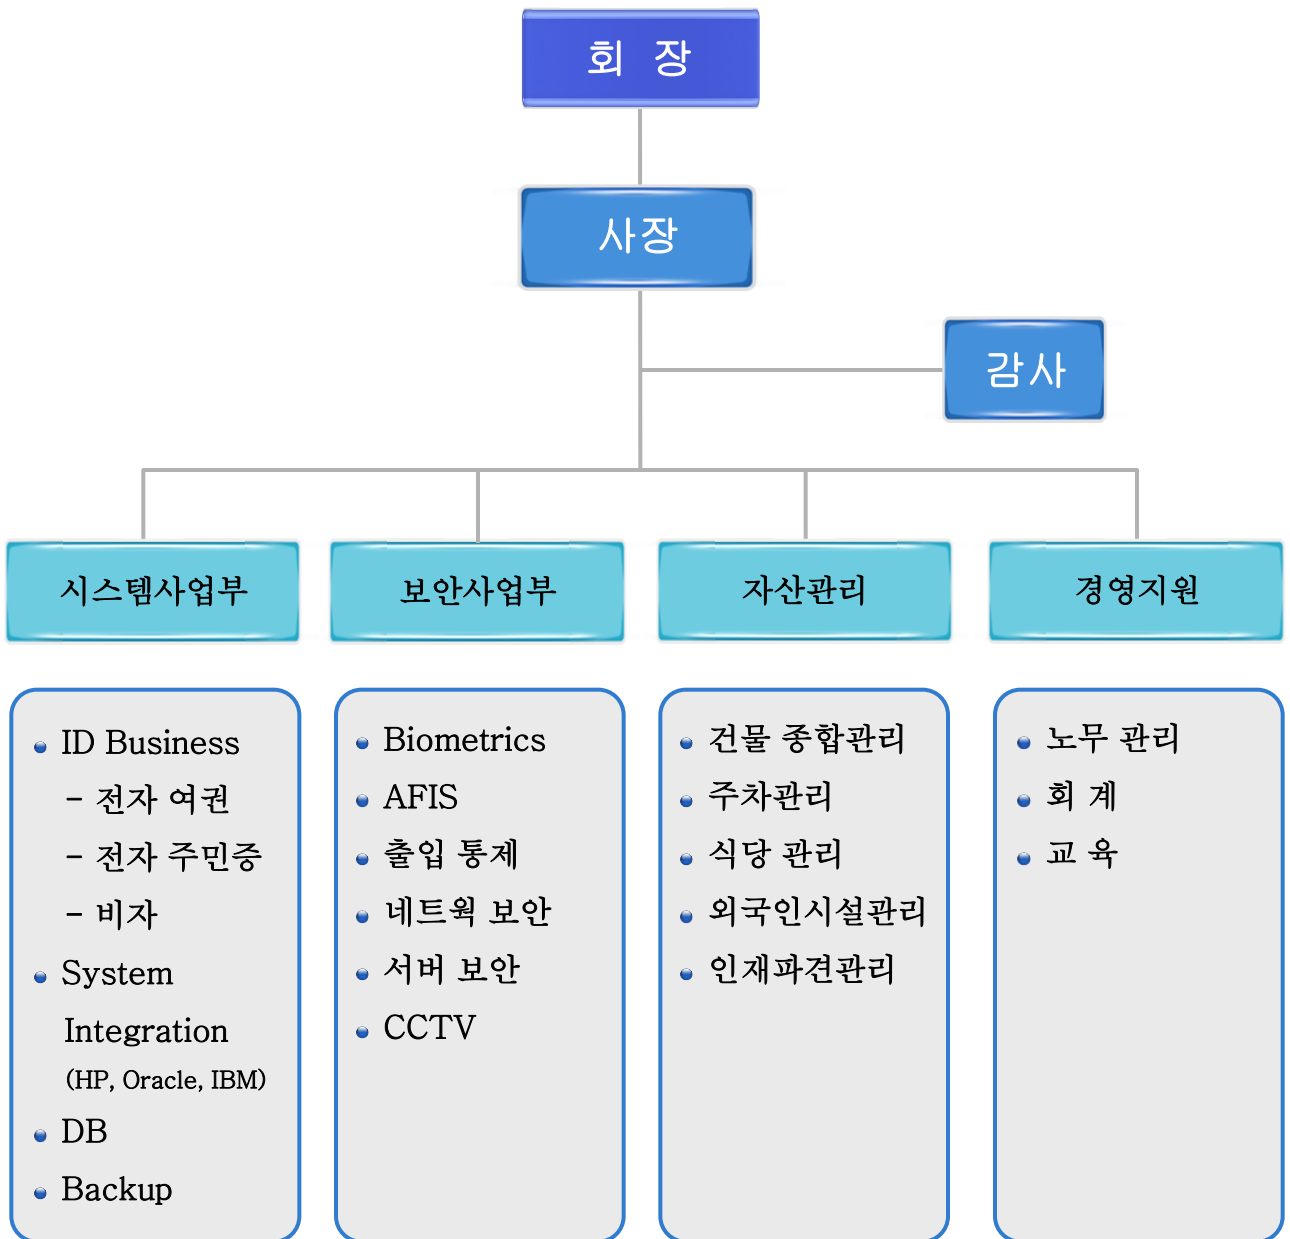 회 장
사장
감사
시스템사업부
보안사업부
자산관리
경영지원
ID Business
- 전자 여권
- 전자 주민증
- 비자
System
Integration
(HP, Oracle, IBM)
DB
Backup
Biometrics
AFIS
출입 통제
네트웍 보안
서버 보안
CCTV
건물 종합관리
주차관리
식당 관리
외국인시설관리
인재파견관리
노무 관리
회 계
교 육